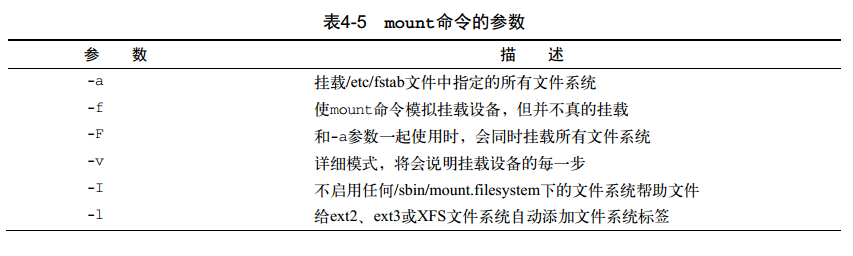 表4-5 mount命令的参数
参 数 描 述
-a 挂载/etc/fstab文件中指定的所有文件系统
-f 使mount命令模拟挂载设备，但并不真的挂载
-F 和-a参数一起使用时，会同时挂载所有文件系统
-v 详细模式，将会说明挂载设备的每一步
-I 不启用任何/sbin/mount.filesystem下的文件系统帮助文件
-l 给ext2、ext3或XFS文件系统自动添加文件系统标签